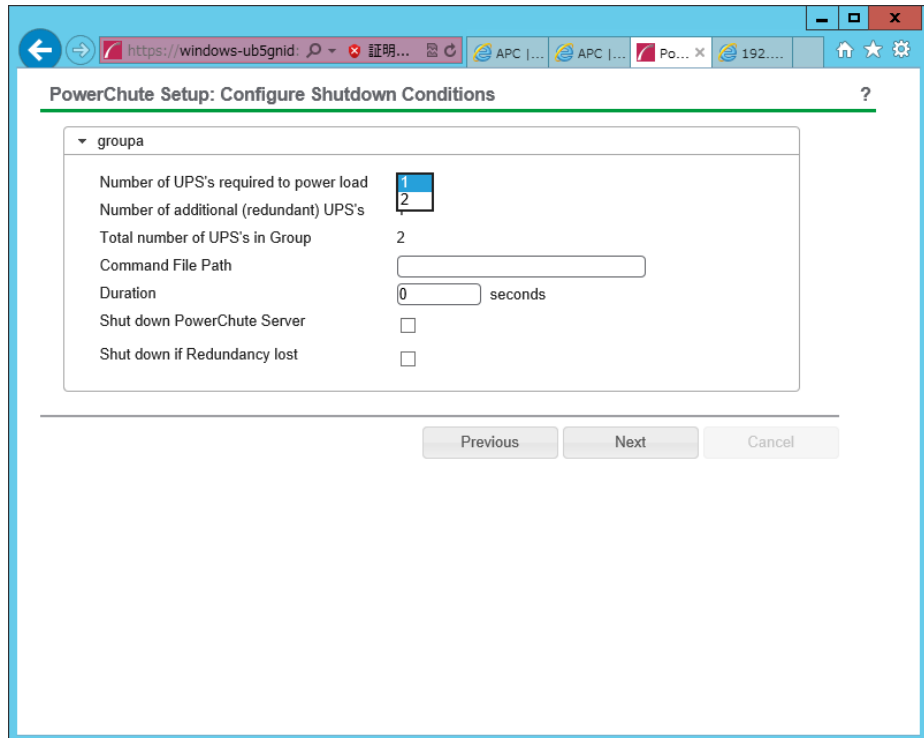 https://windows-ub5gnid: 証明... APC |... APC |... Po... 192....
PowerChute Setup: Configure Shutdown Conditions ?
groupa
Number of UPS's required to power load 1
2
Number of additional (redundant) UPS's
Total number of UPS's in Group 2
Command File Path
Duration 0 seconds
Shut down PowerChute Server
Shut down if Redundancy lost
Previous Next Cancel